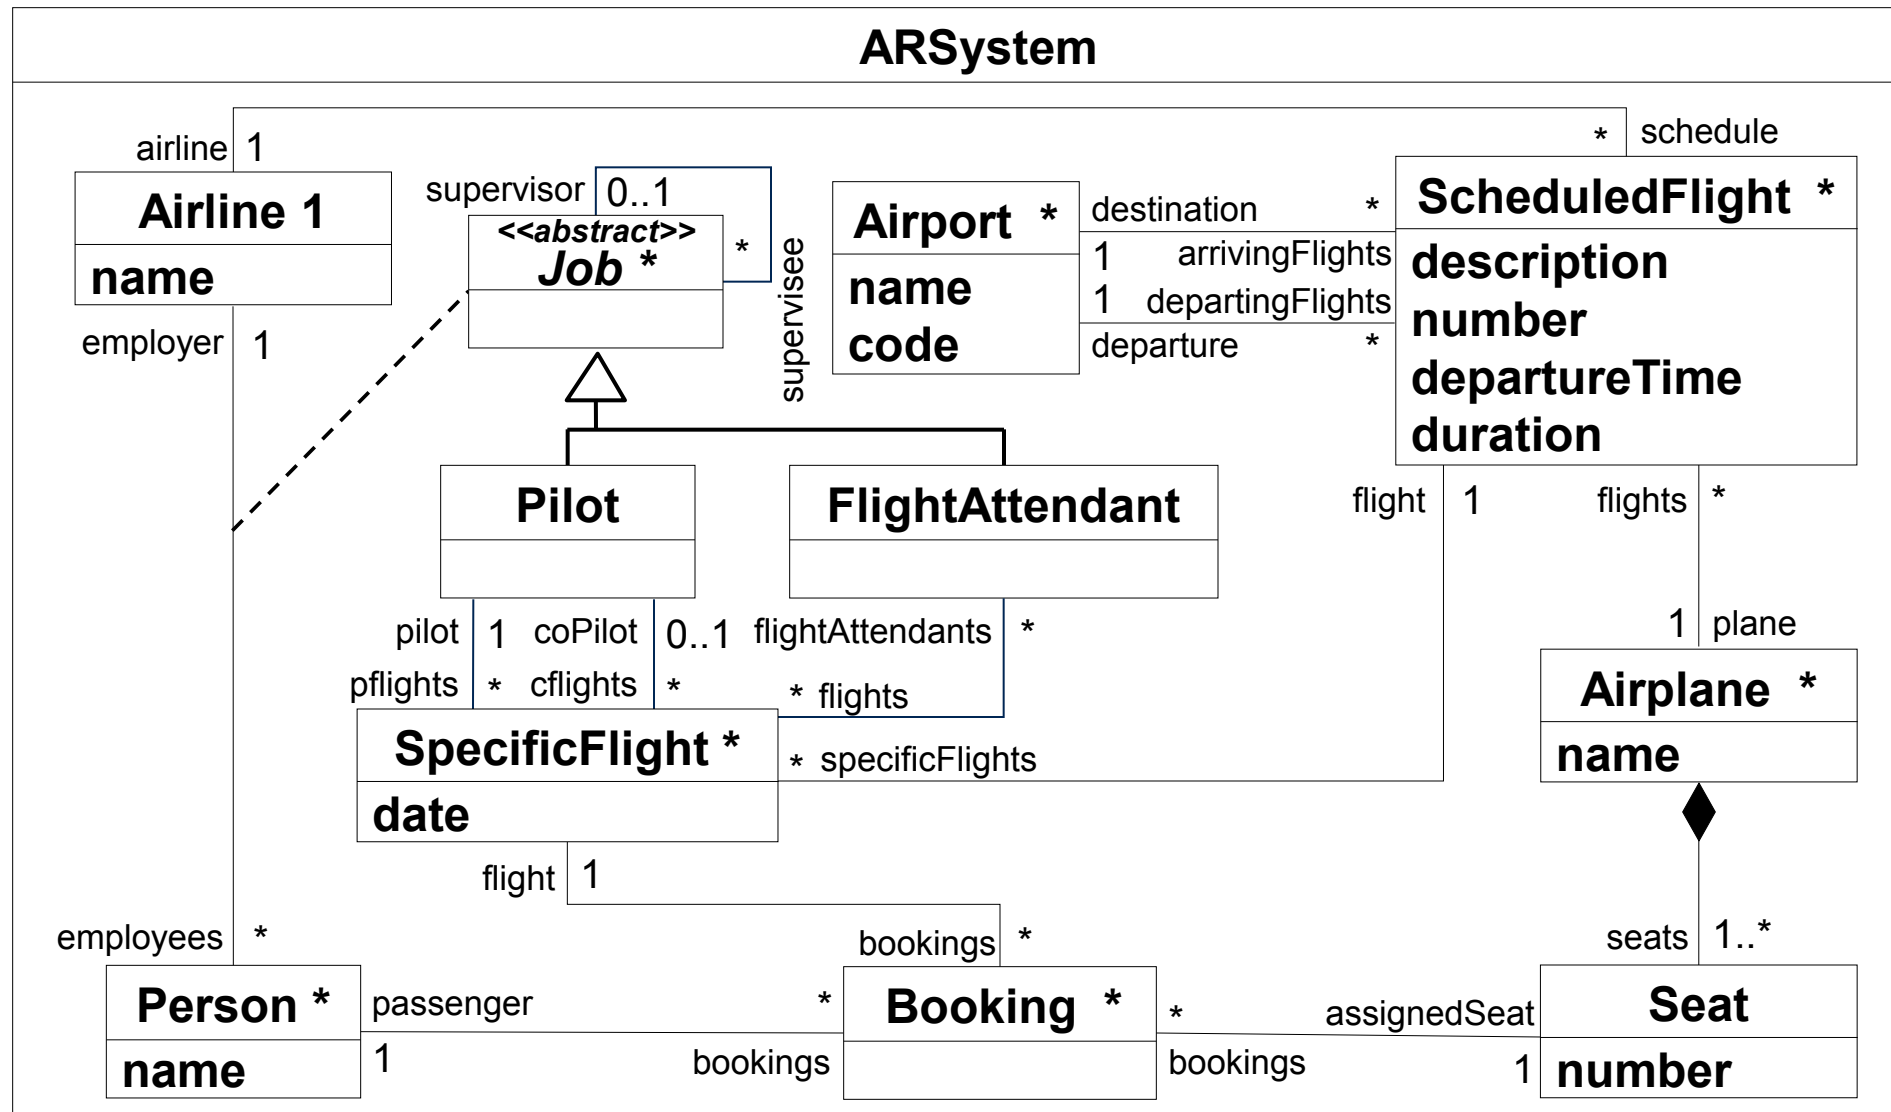 ARSystem
airline 1
* schedule
Airline 1
name
employer 1
supervisor 0..1
<<abstract>>
Job *
*
supervisee
Airport *
name
code
destination *
1 arrivingFlights
1 departingFlights
departure *
ScheduledFlight *
description
number
departureTime
duration
Pilot
FlightAttendant
flight 1
flights *
pilot 1 coPilot 0..1 flightAttendants *
pflights * cflights * * flights
1 plane
SpecificFlight *
date
* specificFlights
Airplane *
name
flight 1
employees *
bookings *
seats 1..*
Person *
name
passenger *
1 bookings
Booking *
* assignedSeat
bookings 1
Seat
number